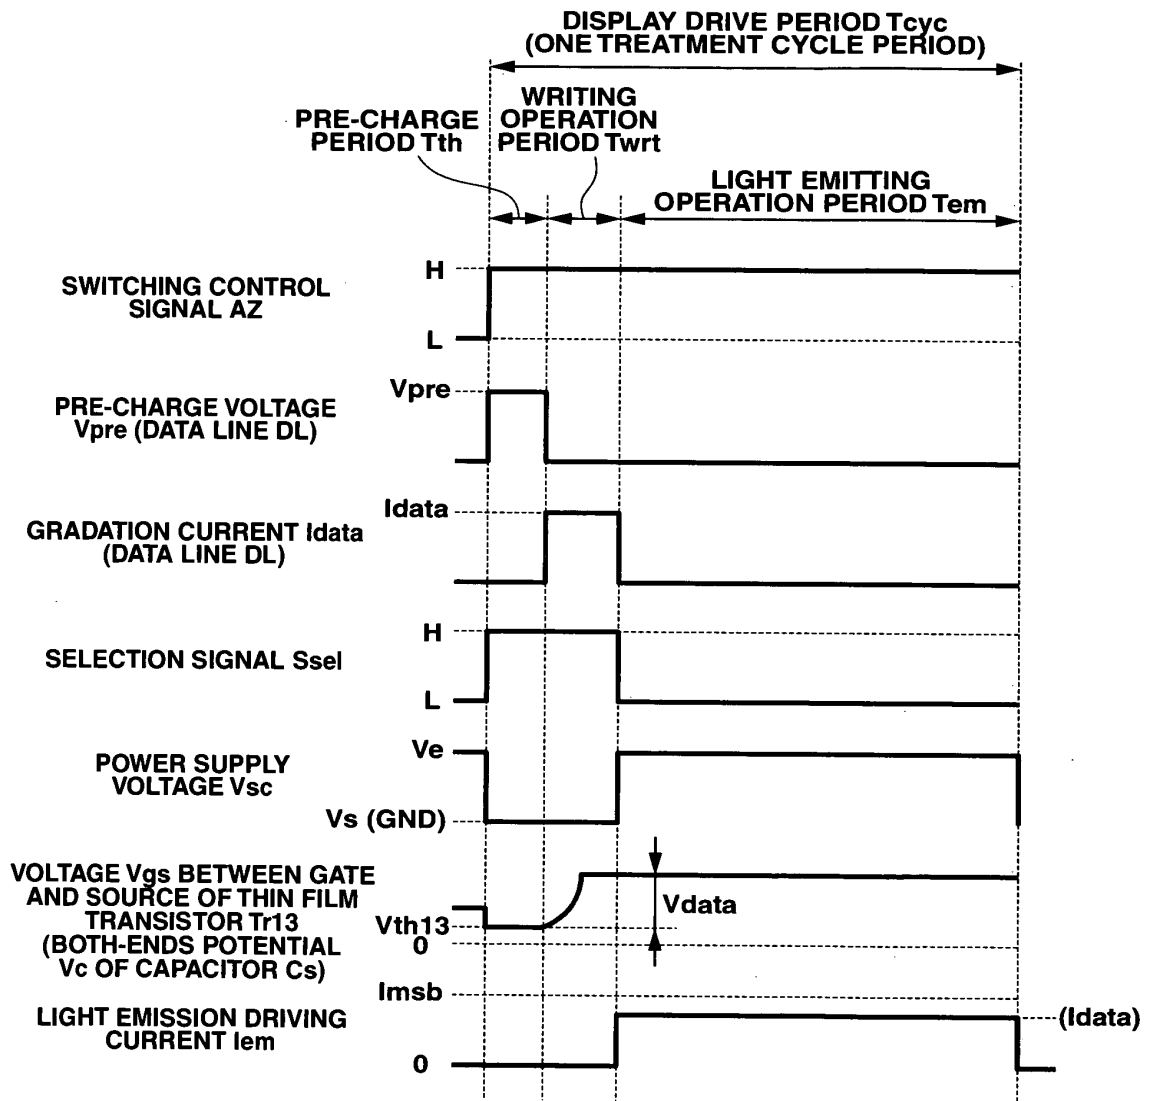 DISPLAY DRIVE PERIOD Tcyc
(ONE TREATMENT CYCLE PERIOD)
PRE-CHARGE
PERIOD Tth
WRITING
OPERATION
PERIOD Twrt
LIGHT EMITTING
OPERATION PERIOD Tem
SWITCHING CONTROL
SIGNAL AZ
H
L
PRE-CHARGE VOLTAGE
Vpre (DATA LINE DL)
Vpre
GRADATION CURRENT Idata
(DATA LINE DL)
Idata
SELECTION SIGNAL Ssel
H
L
POWER SUPPLY
VOLTAGE Vsc
Ve
Vs (GND)
VOLTAGE Vgs BETWEEN GATE
AND SOURCE OF THIN FILM
TRANSISTOR Tr13
(BOTH-ENDS POTENTIAL
Vc OF CAPACITOR Cs)
Vth13
0
Vdata
LIGHT EMISSION DRIVING
CURRENT Iem
Imsb
0
(Idata)